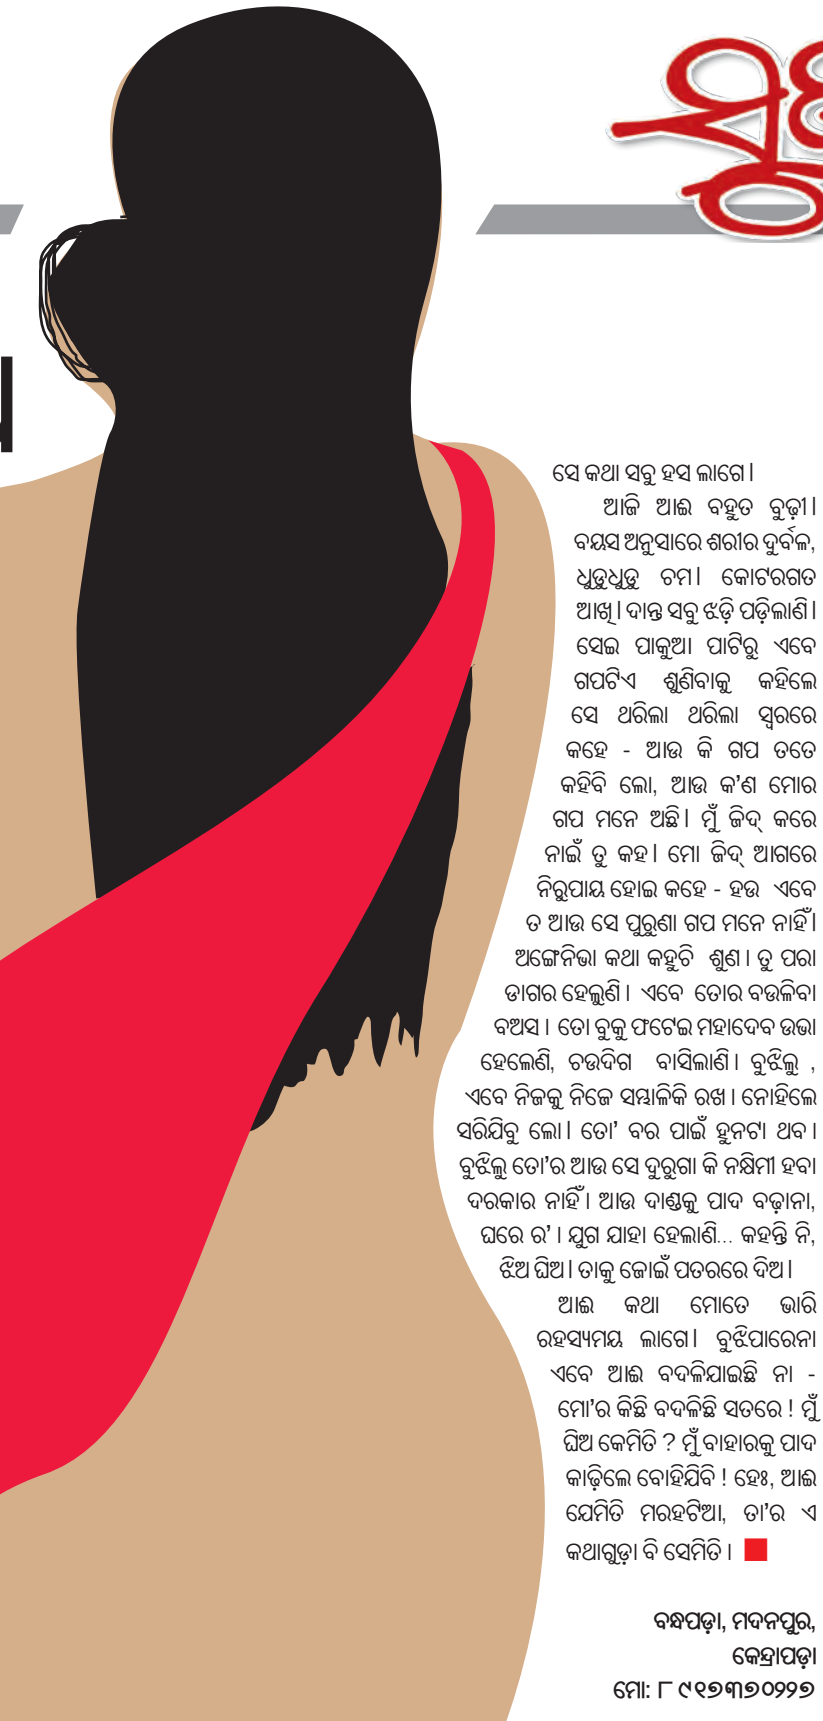 ସେ କଥା ସବୁ ହସ ଲାଗେ।
ଆଜି ଆଈ ବହୁତ ବୁଢ଼ୀ।
ବୟସ ଅନୁସାରେ ଶରୀର ଦୁର୍ବଳ,
ଧୁଡୁଧୁଡୁ ଚମ। କୋଟରଗତ
ଆଖି। ଦାନ୍ତ ସବୁ ଝଡ଼ି ପଡ଼ିଲାଣି।
ସେଇ ପାକୁଆ ପାଟିରୁ ଏବେ
ଗପଟିଏ ଶୁଣିବାକୁ କହିଲେ
ସେ ଥରିଲା ଥରିଲା ସ୍ୱରରେ
କହେ - ଆଉ କି ଗପ ତତେ
କହିବି ଲୋ, ଆଉ କ’ଣ ମୋର
ଗପ ମନେ ଅଛି। ମୁଁ ଜିଦ୍ କରେ
ନାଇଁ ତୁ କହ। ମୋ ଜିଦ୍ ଆଗରେ
ନିରୁପାୟ ହୋଇ କହେ - ହଉ ଏବେ
ତ ଆଉ ସେ ପୁରୁଣା ଗପ ମନେ ନାହିଁ।
ଅଙ୍ଗେନିଭା କଥା କହୁଚି ଶୁଣ। ତୁ ପରା
ଡାଗର ହେଲୁଣି। ଏବେ ତୋର ବଉଳିବା
ବଅସ। ତୋ ବୁକୁ ଫଟେଇ ମହାଦେବ ଉଭା
ହେଲେଣି, ଚଉଦିଗ ବାସିଲାଣି। ବୁଝିଲୁ ,
ଏବେ ନିଜକୁ ନିଜେ ସମ୍ଭାଳିକି ରଖ। ନୋହିଲେ
ସରିଯିବୁ ଲୋ। ତୋ’ ବର ପାଇଁ ହୁନଟା ଥବ।
ବୁଝିଲୁ ତୋ’ର ଆଉ ସେ ଦୁରୁଗା କି ନକ୍ଷିମୀ ହବା
ଦରକାର ନାହିଁ। ଆଉ ଦାଣ୍ଡକୁ ପାଦ ବଢ଼ାନା,
ଘରେ ର’। ଯୁଗ ଯାହା ହେଲାଣି... କହନ୍ତି ନି,
ଝିଅ ଘିଅ। ତାକୁ ଜୋଇଁ ପତରରେ ଦିଅ।
ଆଈ କଥା ମୋତେ ଭାରି
ରହସ୍ୟମୟ ଲାଗେ। ବୁଝିପାରେନା
ଏବେ ଆଈ ବଦଳିଯାଇଛି ନା -
ମୋ’ର କିଛି ବଦଳିଛି ସତରେ ! ମୁଁ
ଘିଅ କେମିତି ? ମୁଁ ବାହାରକୁ ପାଦ
କାଢ଼ିଲେ ବୋହିଯିବି ! ହେଃ, ଆଈ
ଯେମିତି ମରହଟିଆ, ତା’ର ଏ
କଥାଗୁଡ଼ା ବି ସେମିତି।
ବନ୍ଧପଡ଼ା, ମଦନପୁର,
କେନ୍ଦ୍ରାପଡ଼ା
ମୋ: ୮୯୧୭୩୭୦୨୨୭